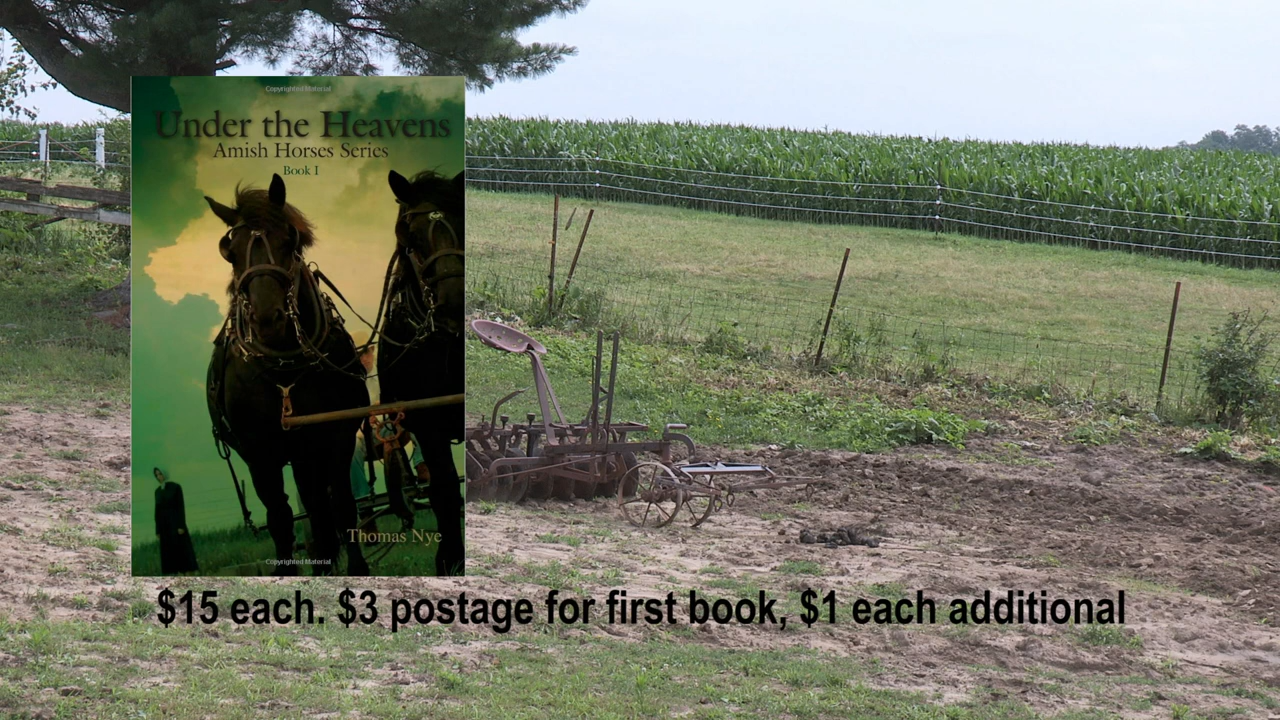 Copyrighted Material
Under the Heavens
Amish Horses Series
Book I
Thomas Nye
Copyrighted Material
$15 each. $3 postage for first book, $1 each additional